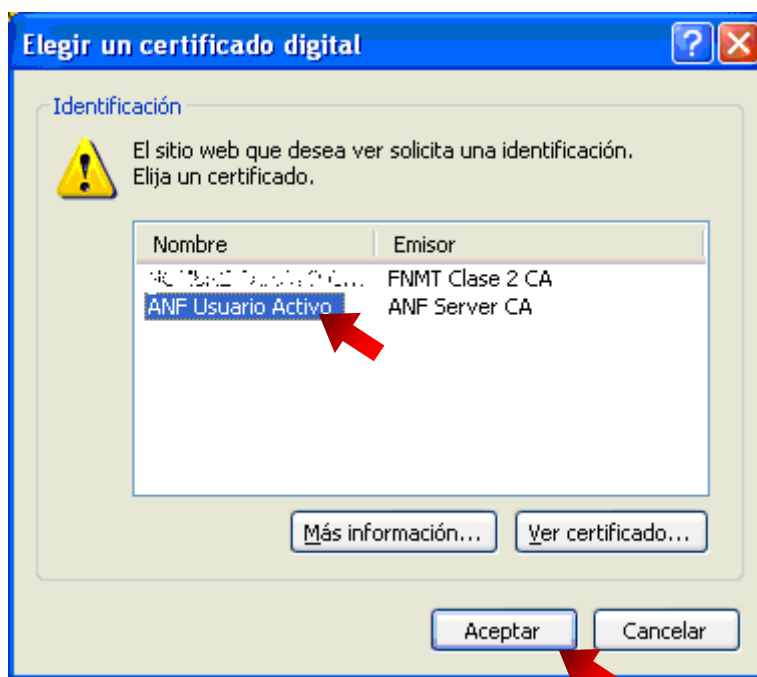 Elegir un certificado digital
Identificación
El sitio web que desea ver solicita una identificación.
Elija un certificado.
Nombre Emisor
FNMT Clase 2 CA
ANF Usuario Activo ANF Server CA
Más información... Ver certificado...
Aceptar Cancelar